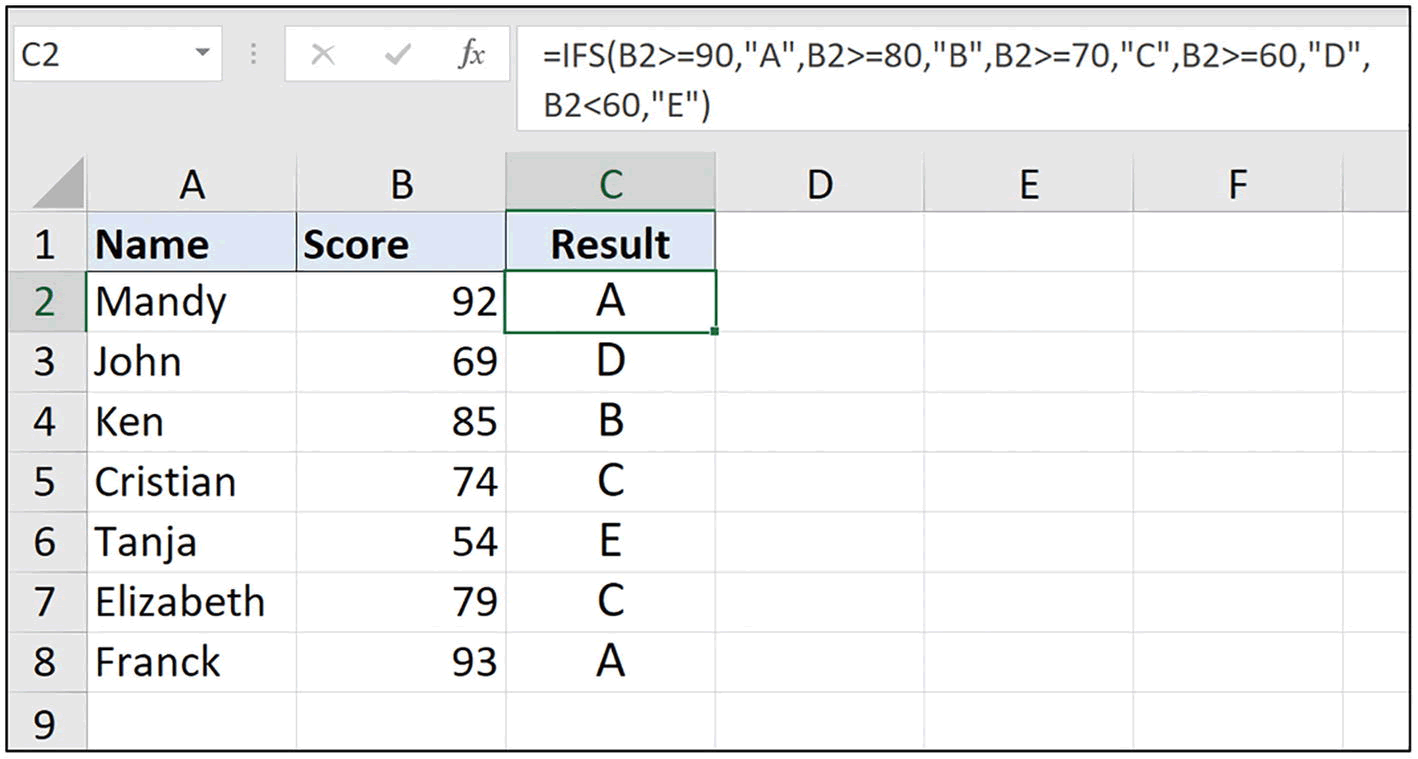 C2 fx =IFS(B2>=90,"A",B2>=80,"B",B2>=70,"C",B2>=60,"D",
B2<60,"E")
A B C D E F
1 Name Score Result
2 Mandy 92 A
3 John 69 D
4 Ken 85 B
5 Cristian 74 C
6 Tanja 54 E
7 Elizabeth 79 C
8 Franck 93 A
9